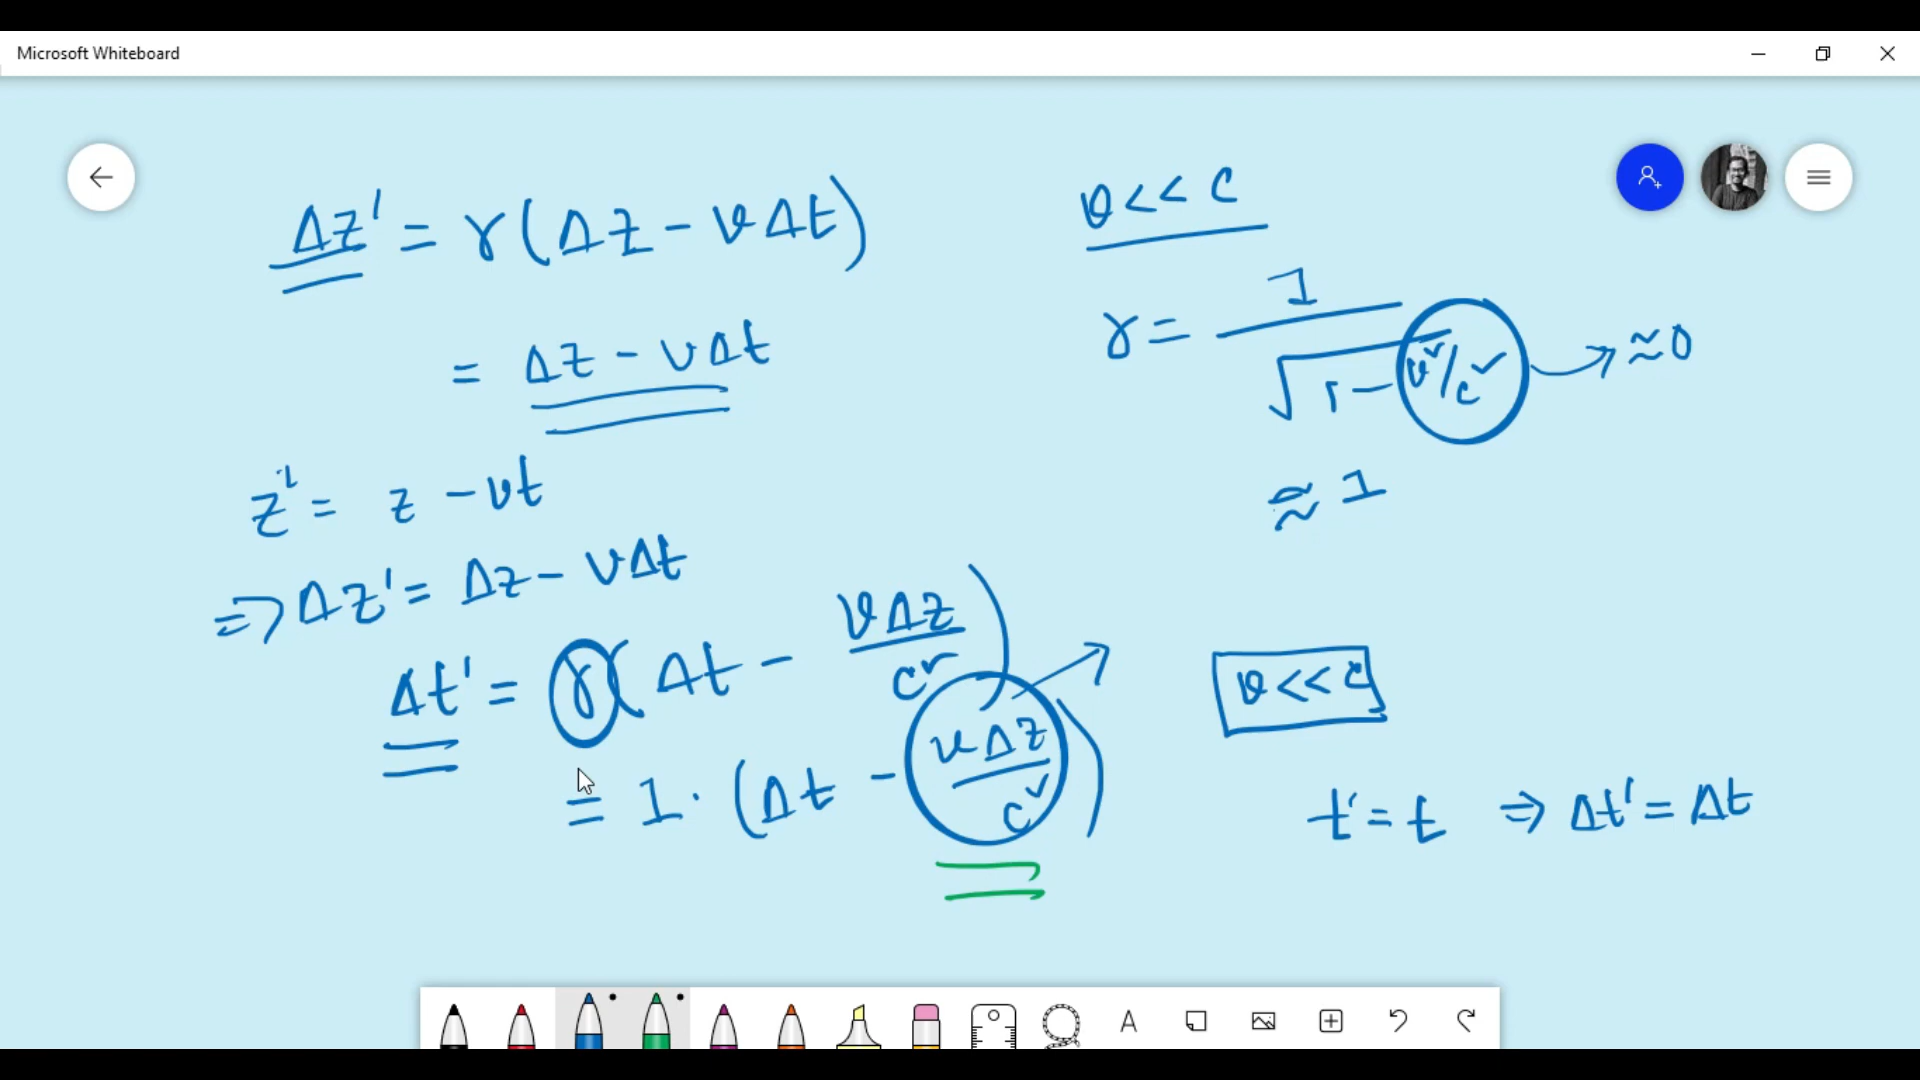 Microsoft Whiteboard
Δz' = γ(Δz - vΔt)
= Δz - vΔt
z' = z - vt
⇒ Δz' = Δz - vΔt
Δt' = γ(Δt - vΔz/c²)
= 1. (Δt - vΔz/c²)
v << c
γ = 1/√(1 - v²/c²) → ≈ 0
≈ 1
v << c
t' = t ⇒ Δt' = Δt